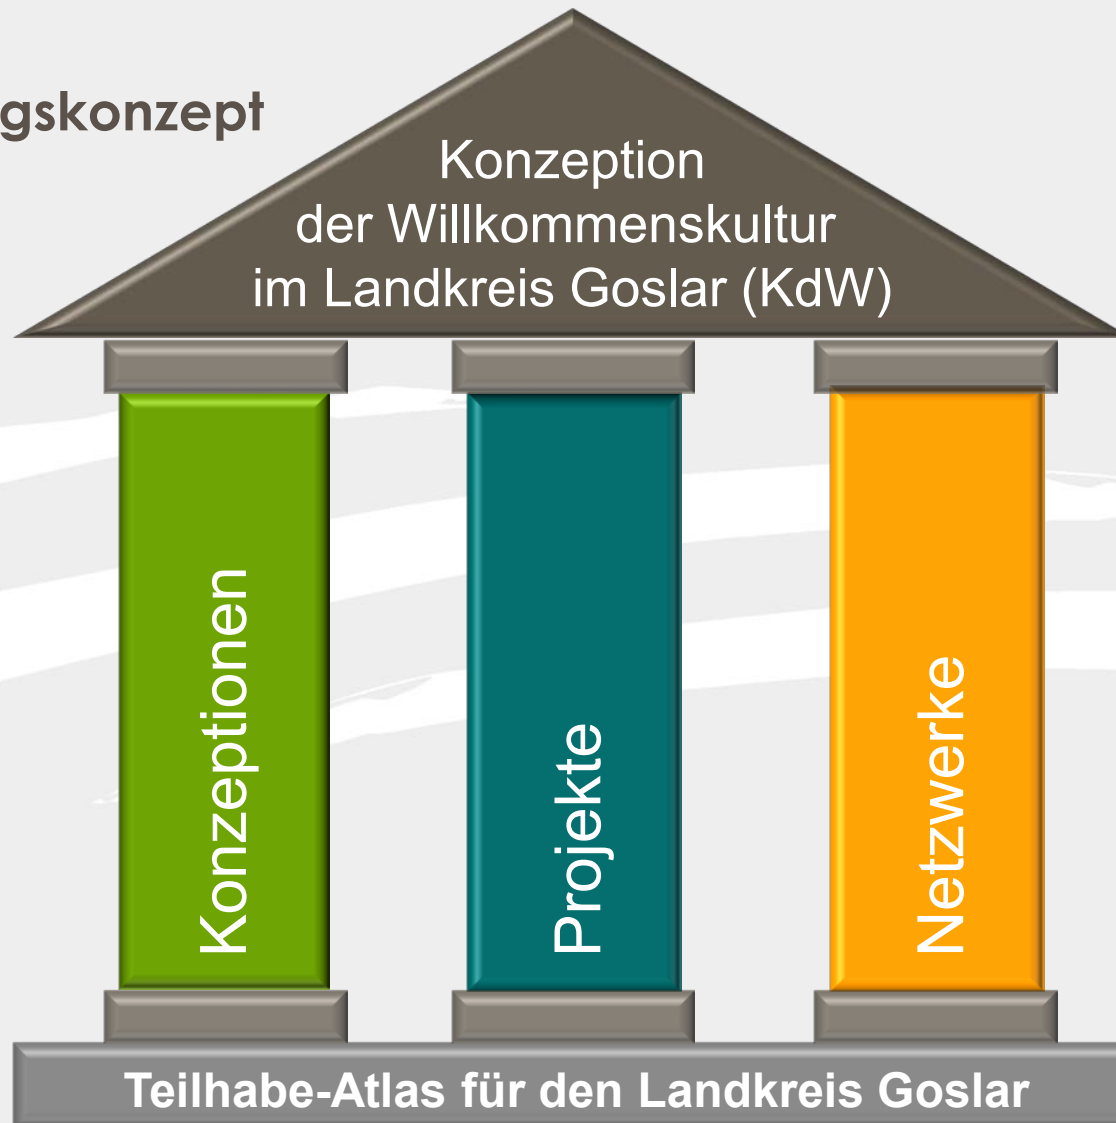 gskonzept
Konzeption
der Willkommenskultur
im Landkreis Goslar (KdW)
Konzeptionen
Projekte
Netzwerke
Teilhabe-Atlas für den Landkreis Goslar